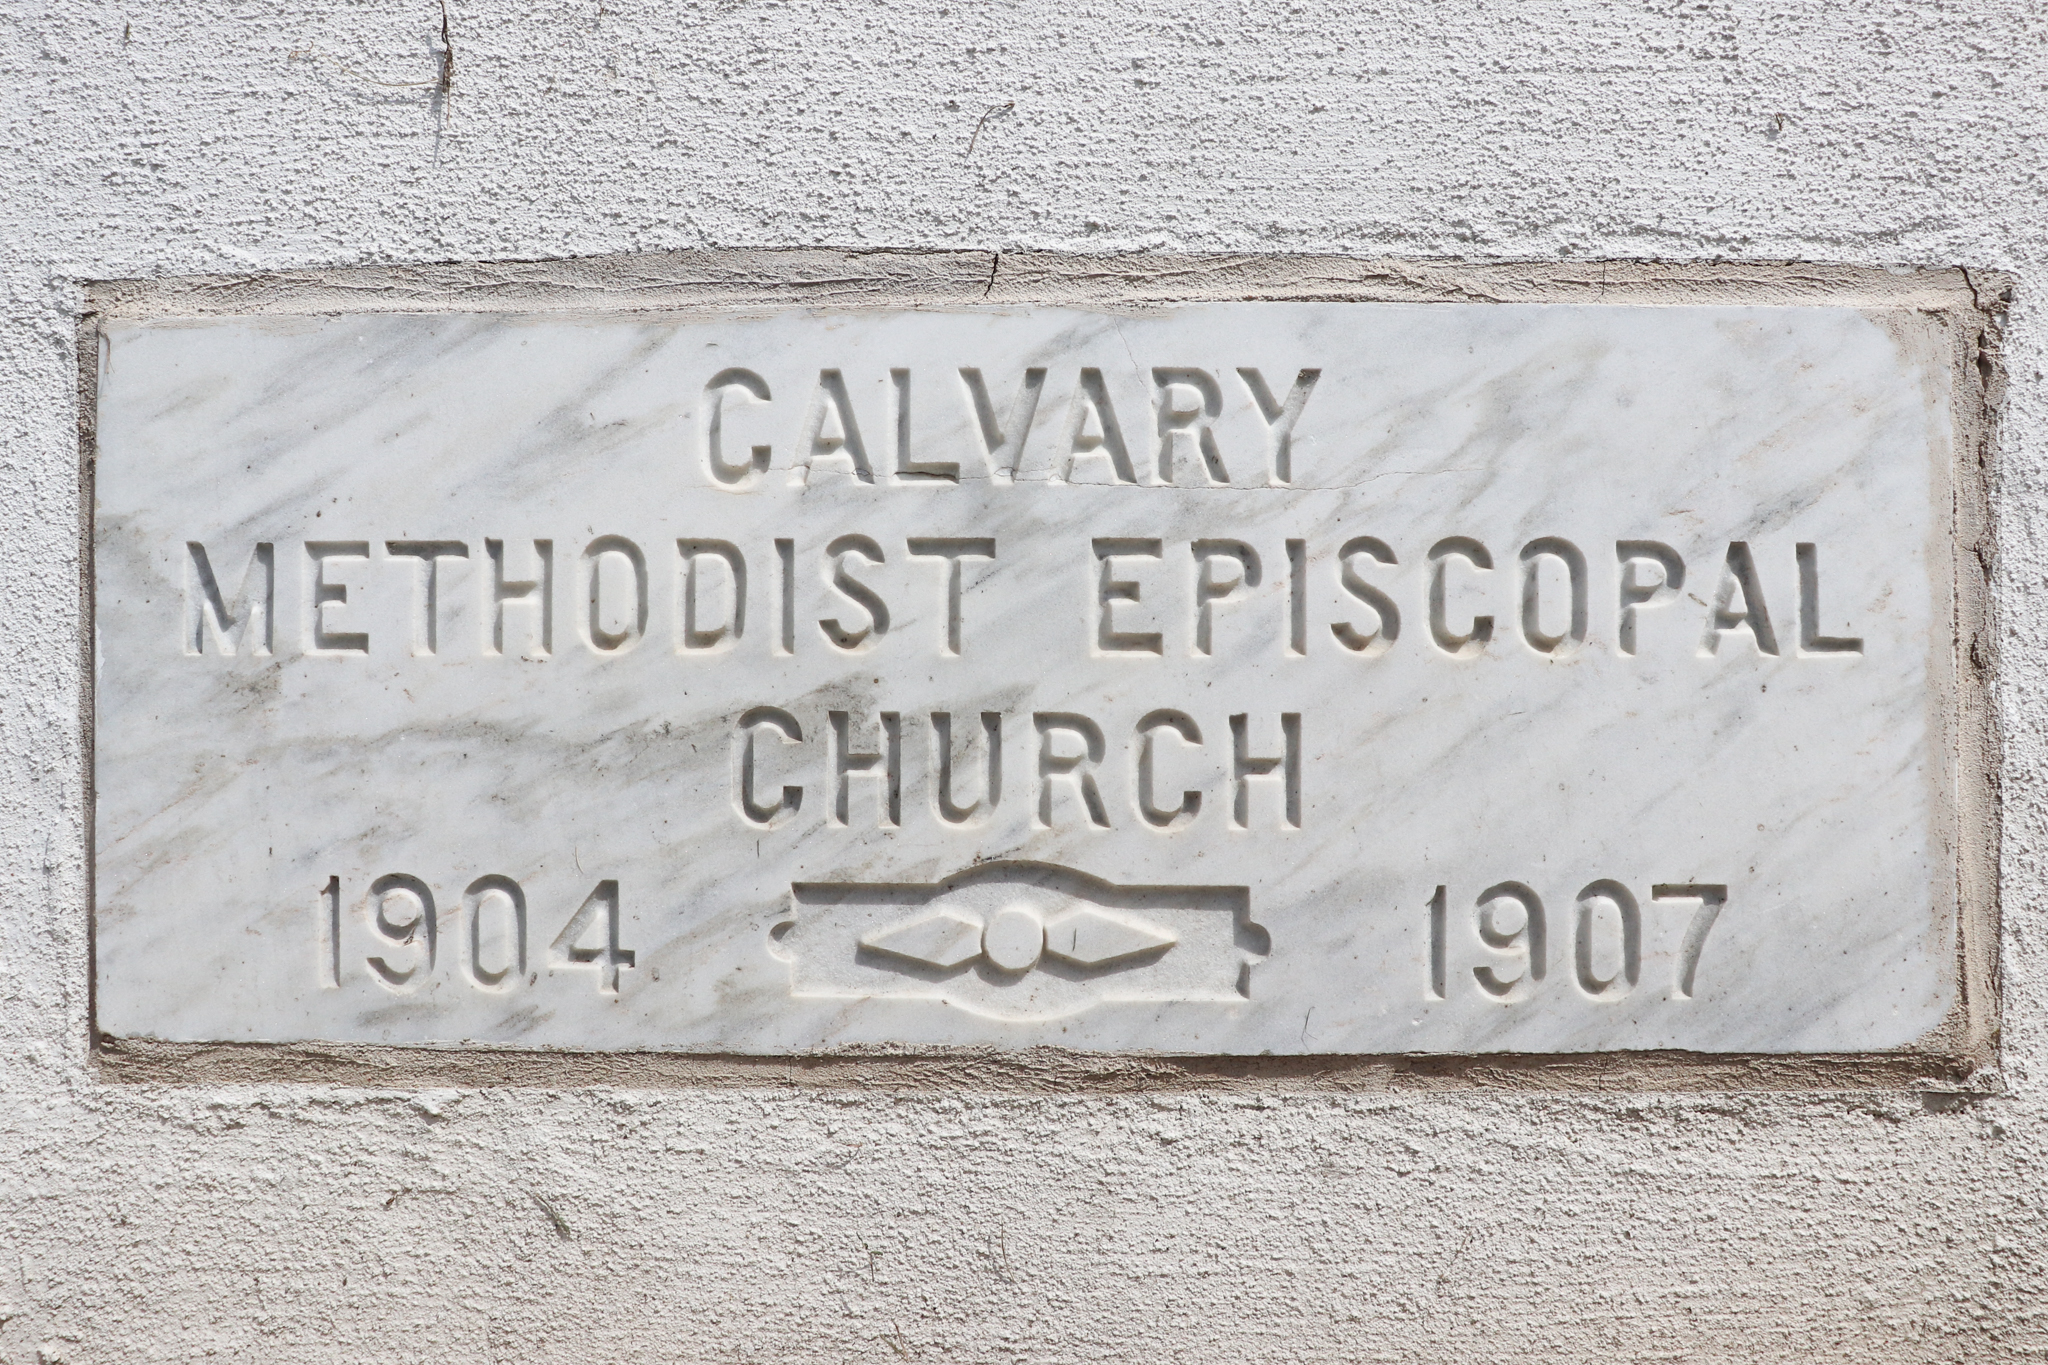 CALVARY
METHODIST EPISCOPAL
CHURCH
1904 1907